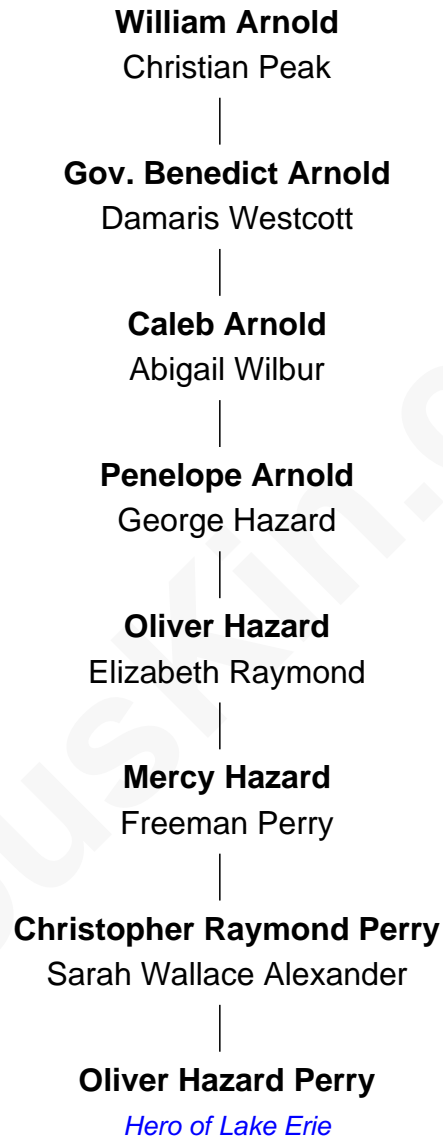 William Arnold
Christian Peak
Gov. Benedict Arnold
Damaris Westcott
Caleb Arnold
Abigail Wilbur
Penelope Arnold
George Hazard
Oliver Hazard
Elizabeth Raymond
Mercy Hazard
Freeman Perry
Christopher Raymond Perry
Sarah Wallace Alexander
Oliver Hazard Perry
Hero of Lake Erie